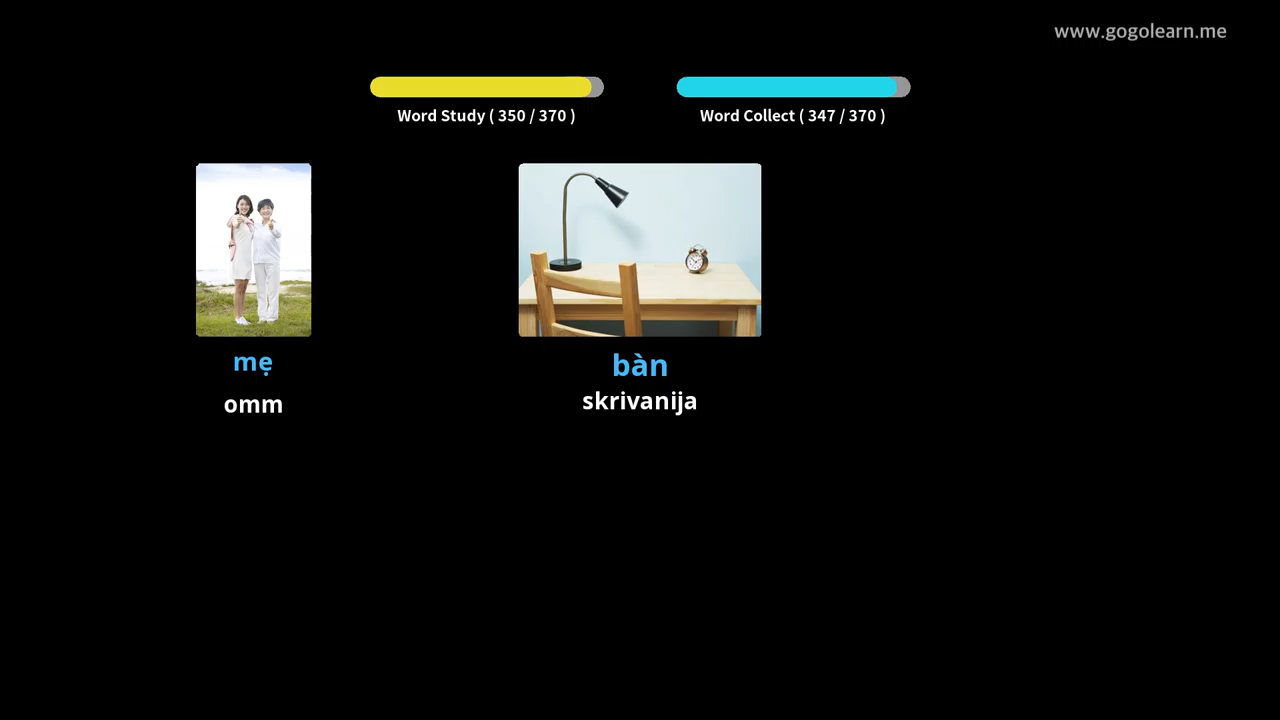 www.gogolearn.me
Word Study ( 350 / 370 )
Word Collect ( 347 / 370 )
mẹ
omm
bàn
skrivanija